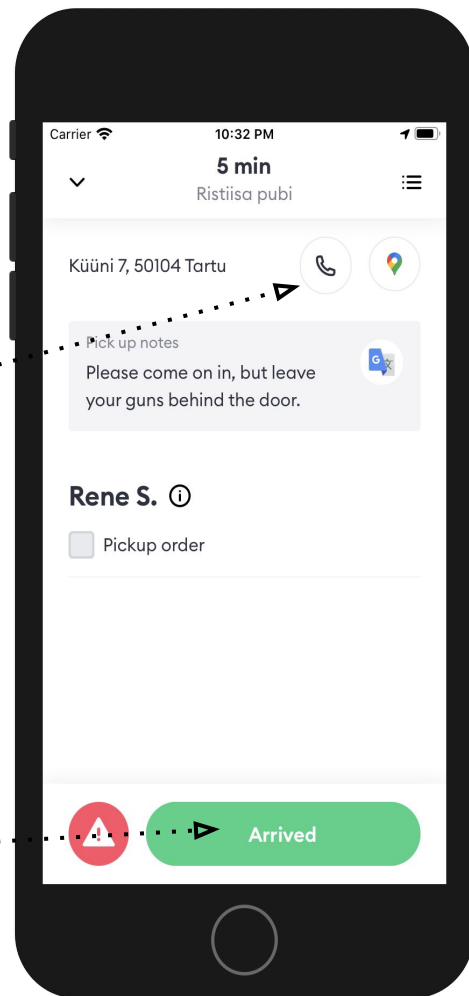 Carrier 10:32 PM
5 min
Ristiisa pubi
Küüni 7, 50104 Tartu
Pick up notes
Please come on in, but leave
your guns behind the door.
G 文
Rene S.
Pickup order
Arrived